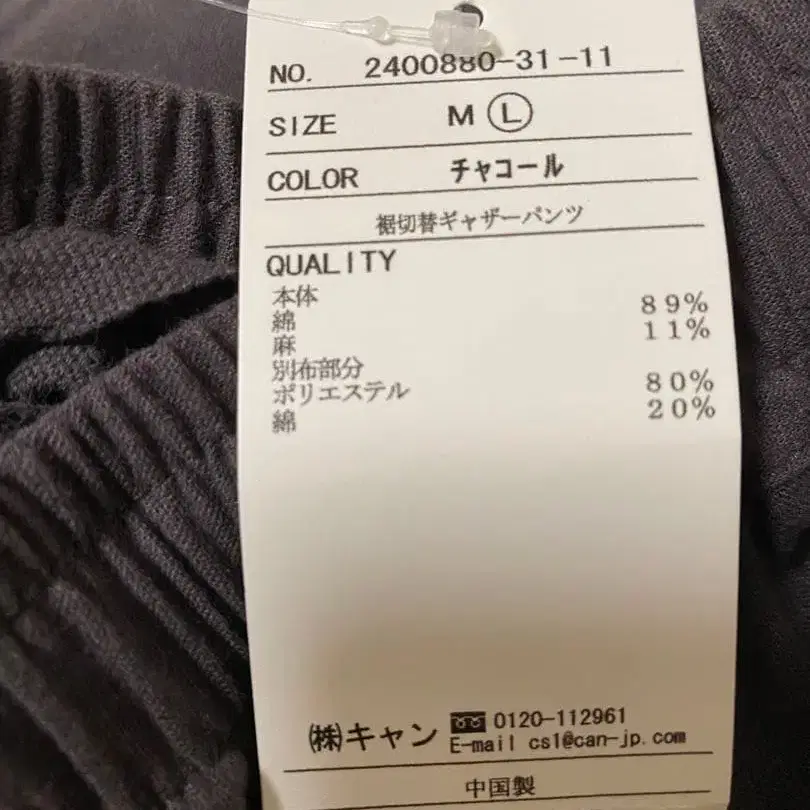 NO. 2400880-31-11
SIZE M Ⓛ
COLOR チャコール
裾切替ギャザーパンツ
QUALITY
本体
綿 89%
麻 11%
別布部分
ポリエステル 80%
綿 20%
㈱キャン 0120-112961
E-mail cs1@can-jp.com
中国製